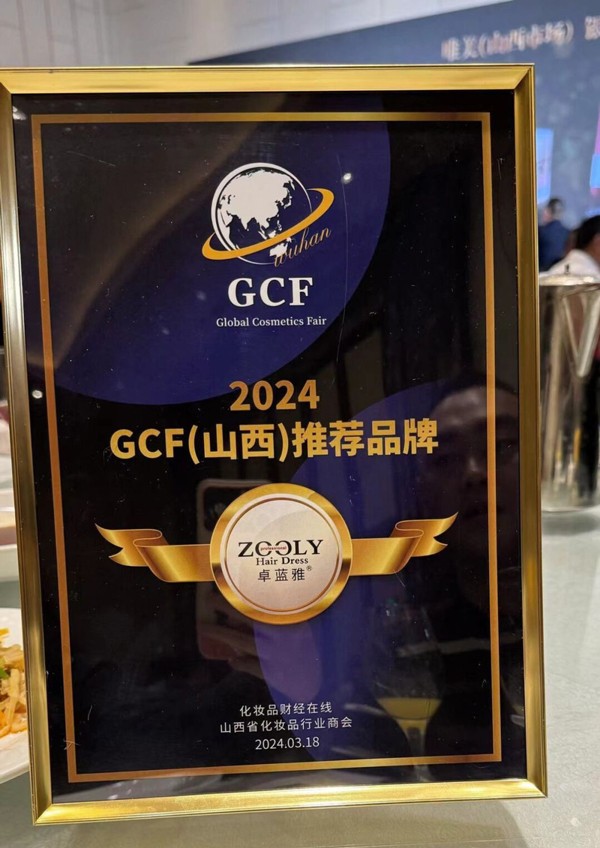 wuhan
GCF
Global Cosmetics Fair
2024
GCF(山西)推荐品牌
ZOOLY
professional
Hair Dress
卓蓝雅®
化妆品财经在线
山西省化妆品行业商会
2024.03.18